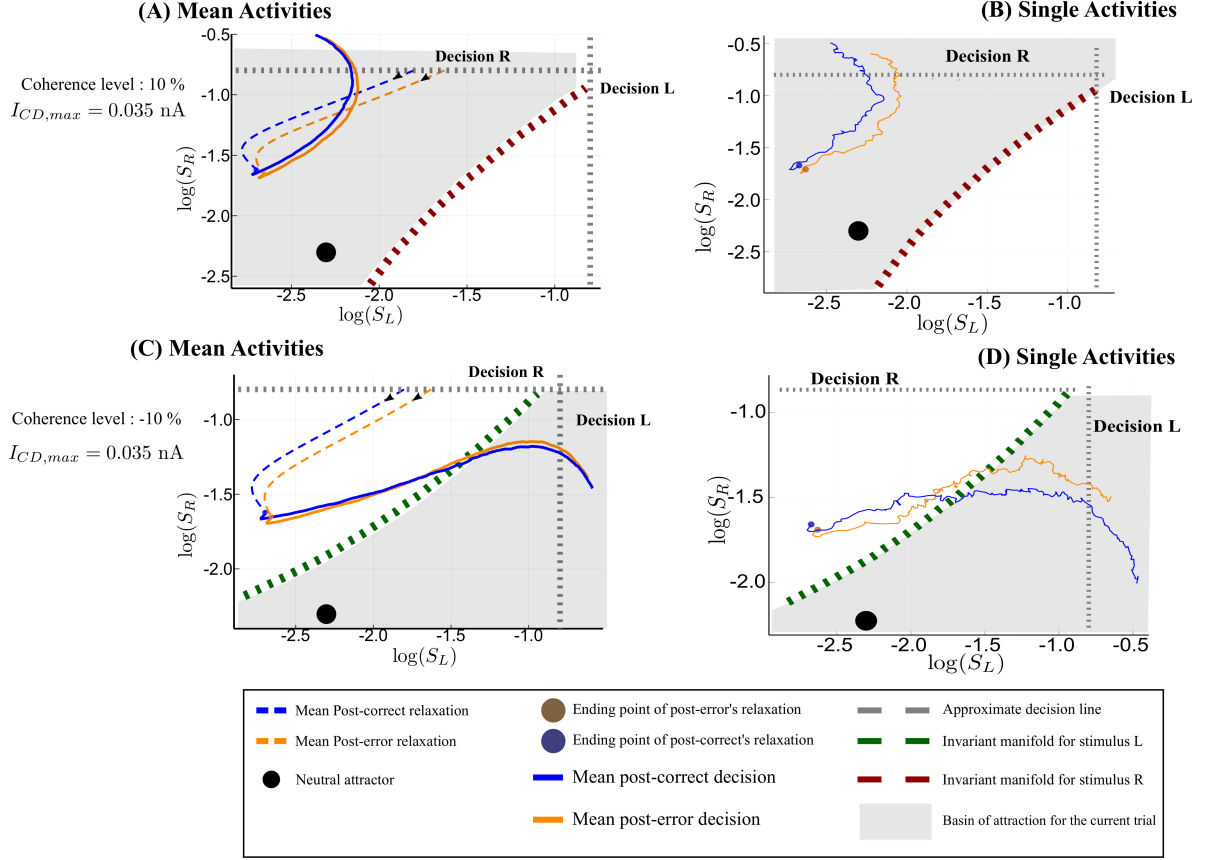 (A) Mean Activities
(B) Single Activities
Coherence level : 10 %
I_{CD,max} = 0.035 nA
-0.5
-1.0
-1.5
-2.0
-2.5
log(S_R)
Decision R
Decision L
-2.5 -2.0 -1.5 -1.0
log(S_L)
-0.5
-1.0
-1.5
-2.0
-2.5
log(S_R)
Decision R
Decision L
-2.5 -2.0 -1.5 -1.0
log(S_L)
(C) Mean Activities
(D) Single Activities
Coherence level : -10 %
I_{CD,max} = 0.035 nA
-1.0
-1.5
-2.0
log(S_R)
Decision R
Decision L
-2.5 -2.0 -1.5 -1.0
log(S_L)
-1.0
-1.5
-2.0
log(S_R)
Decision R
Decision L
-2.5 -2.0 -1.5 -1.0 -0.5
log(S_L)
Mean Post-correct relaxation
Mean Post-error relaxation
Neutral attractor
Ending point of post-error's relaxation
Ending point of post-correct's relaxation
Mean post-correct decision
Mean post-error decision
Approximate decision line
Invariant manifold for stimulus L
Invariant manifold for stimulus R
Basin of attraction for the current trial